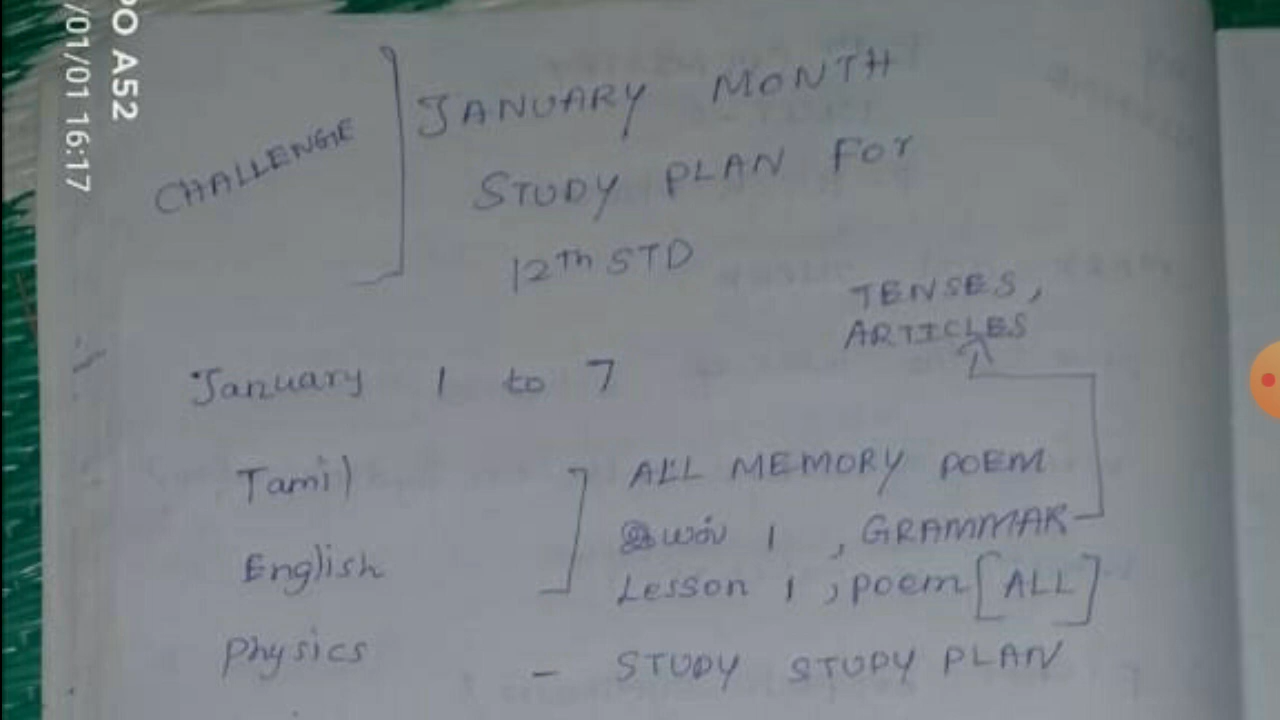 PO A52
/01/01 16:17
CHALLENGE
JANUARY MONTH
STUDY PLAN FOR
12Th STD
TENSES,
ARTICLES
January 1 to 7
Tamil
English
ALL MEMORY POEM
இயல் 1 , GRAMMAR
Lesson 1 , poem [ALL]
Physics - STUDY STUDY PLAN